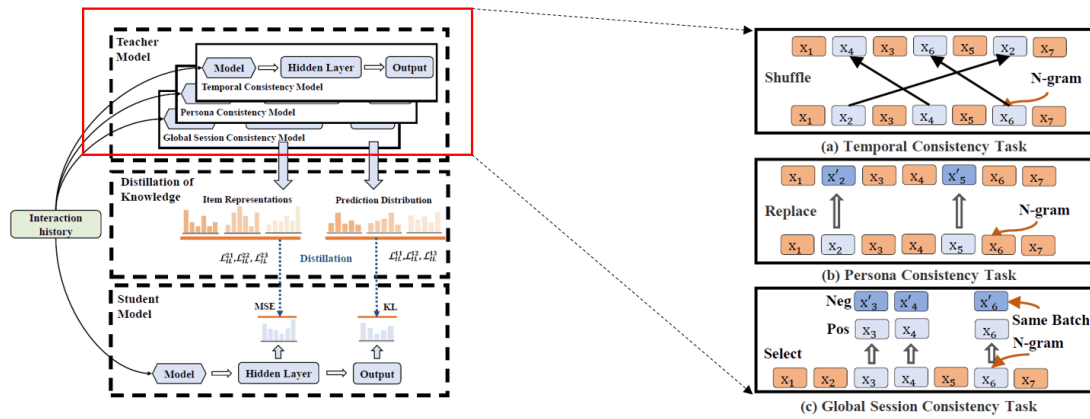 Teacher
Model
Model
Hidden Layer
Output
Temporal Consistency Model
Persona Consistency Model
Global Session Consistency Model
Distillation of
Knowledge
Item Representations
Prediction Distribution
Distillation
Interaction
history
Student
Model
MSE
KL
Model
Hidden Layer
Output
x₁ x₄ x₃ x₆ x₅ x₂ x₇
Shuffle
N-gram
x₁ x₂ x₃ x₄ x₅ x₆ x₇
(a) Temporal Consistency Task
x₁ x'₂ x₃ x₄ x'₅ x₆ x₇
Replace
N-gram
x₁ x₂ x₃ x₄ x₅ x₆ x₇
(b) Persona Consistency Task
Neg x'₃ x'₄ x'₆
Same Batch
Pos x₃ x₄ x₆
N-gram
Select
x₁ x₂ x₃ x₄ x₅ x₆ x₇
(c) Global Session Consistency Task